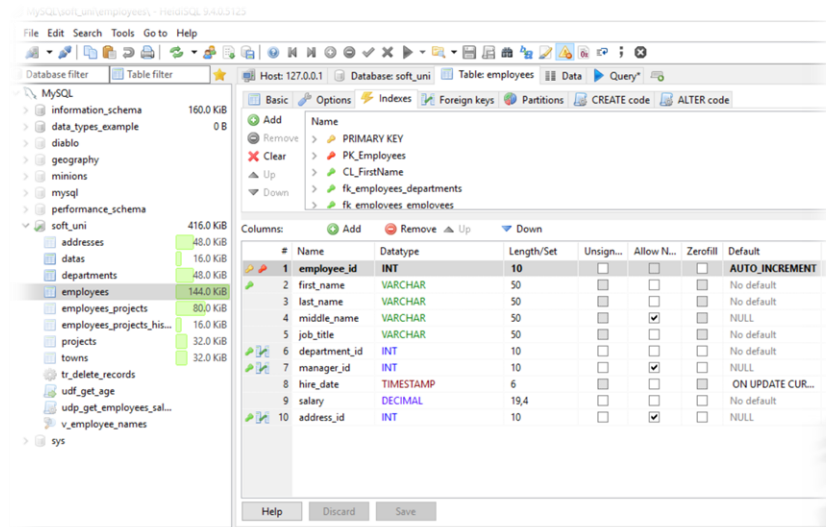 MySQL\soft_uni\employees\ - HeidiSQL 9.4.0.5125
File Edit Search Tools Go to Help
Database filter Table filter Host: 127.0.0.1 Database: soft_uni Table: employees Data Query*
MySQL
information_schema 160.0 KiB
data_types_example 0 B
diablo
geography
minions
mysql
performance_schema
soft_uni 416.0 KiB
addresses 48.0 KiB
datas 16.0 KiB
departments 48.0 KiB
employees 144.0 KiB
employees_projects 80.0 KiB
employees_projects_his... 16.0 KiB
projects 32.0 KiB
towns 32.0 KiB
tr_delete_records
udf_get_age
udp_get_employees_sal...
v_employee_names
sys
Basic Options Indexes Foreign keys Partitions CREATE code ALTER code
Add
Remove
Clear
Up
Down
Name
PRIMARY KEY
PK_Employees
CL_FirstName
fk_employees_departments
fk_employees_employees
Columns: Add Remove Up Down
# Name Datatype Length/Set Unsign... Allow N... Zerofill Default
1 employee_id INT 10 AUTO_INCREMENT
2 first_name VARCHAR 50 No default
3 last_name VARCHAR 50 No default
4 middle_name VARCHAR 50 NULL
5 job_title VARCHAR 50 No default
6 department_id INT 10 No default
7 manager_id INT 10 NULL
8 hire_date TIMESTAMP 6 ON UPDATE CUR...
9 salary DECIMAL 19,4 No default
10 address_id INT 10 NULL
Help Discard Save